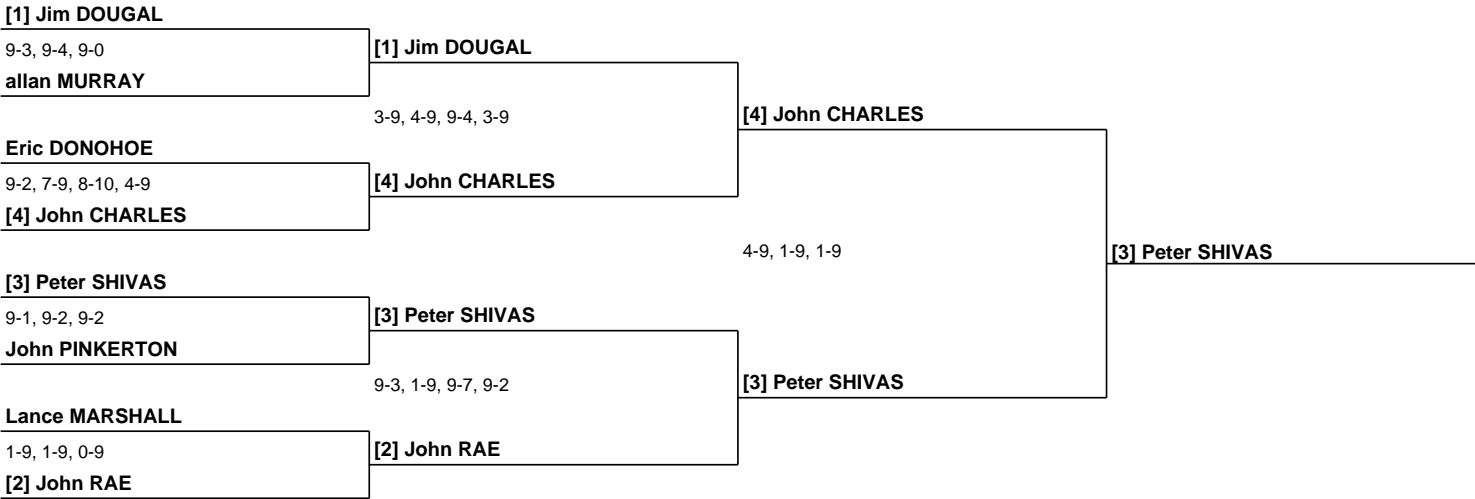 [1] Jim DOUGAL
9-3, 9-4, 9-0
allan MURRAY
[1] Jim DOUGAL
3-9, 4-9, 9-4, 3-9
[4] John CHARLES
Eric DONOHOE
9-2, 7-9, 8-10, 4-9
[4] John CHARLES
[4] John CHARLES
4-9, 1-9, 1-9
[3] Peter SHIVAS
[3] Peter SHIVAS
9-1, 9-2, 9-2
John PINKERTON
[3] Peter SHIVAS
9-3, 1-9, 9-7, 9-2
[3] Peter SHIVAS
Lance MARSHALL
1-9, 1-9, 0-9
[2] John RAE
[2] John RAE